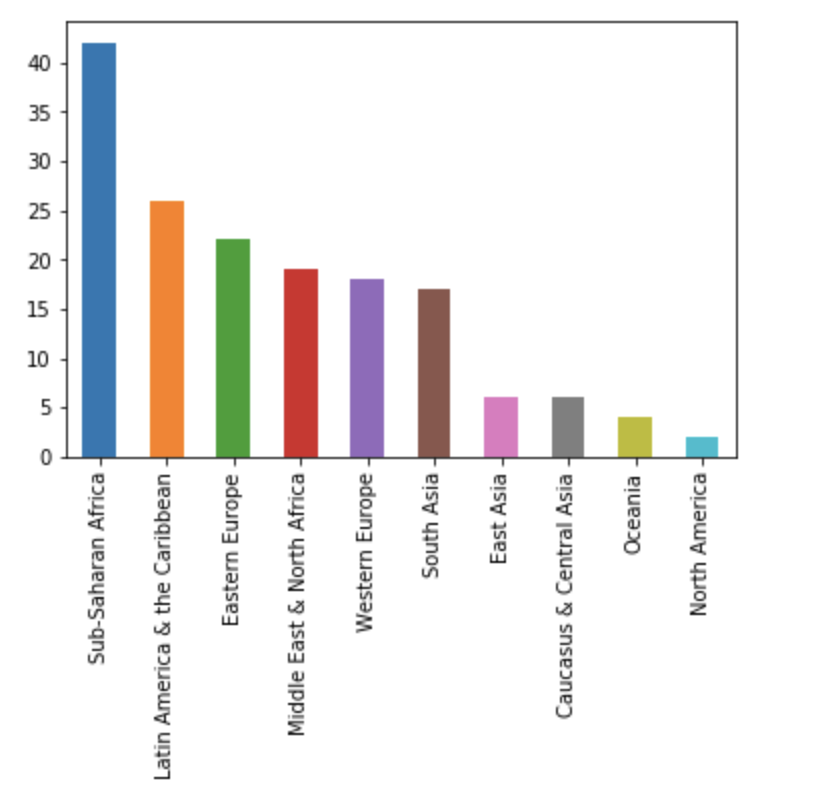 40
35
30
25
20
15
10
5
0
Sub-Saharan Africa
Latin America & the Caribbean
Eastern Europe
Middle East & North Africa
Western Europe
South Asia
East Asia
Caucasus & Central Asia
Oceania
North America